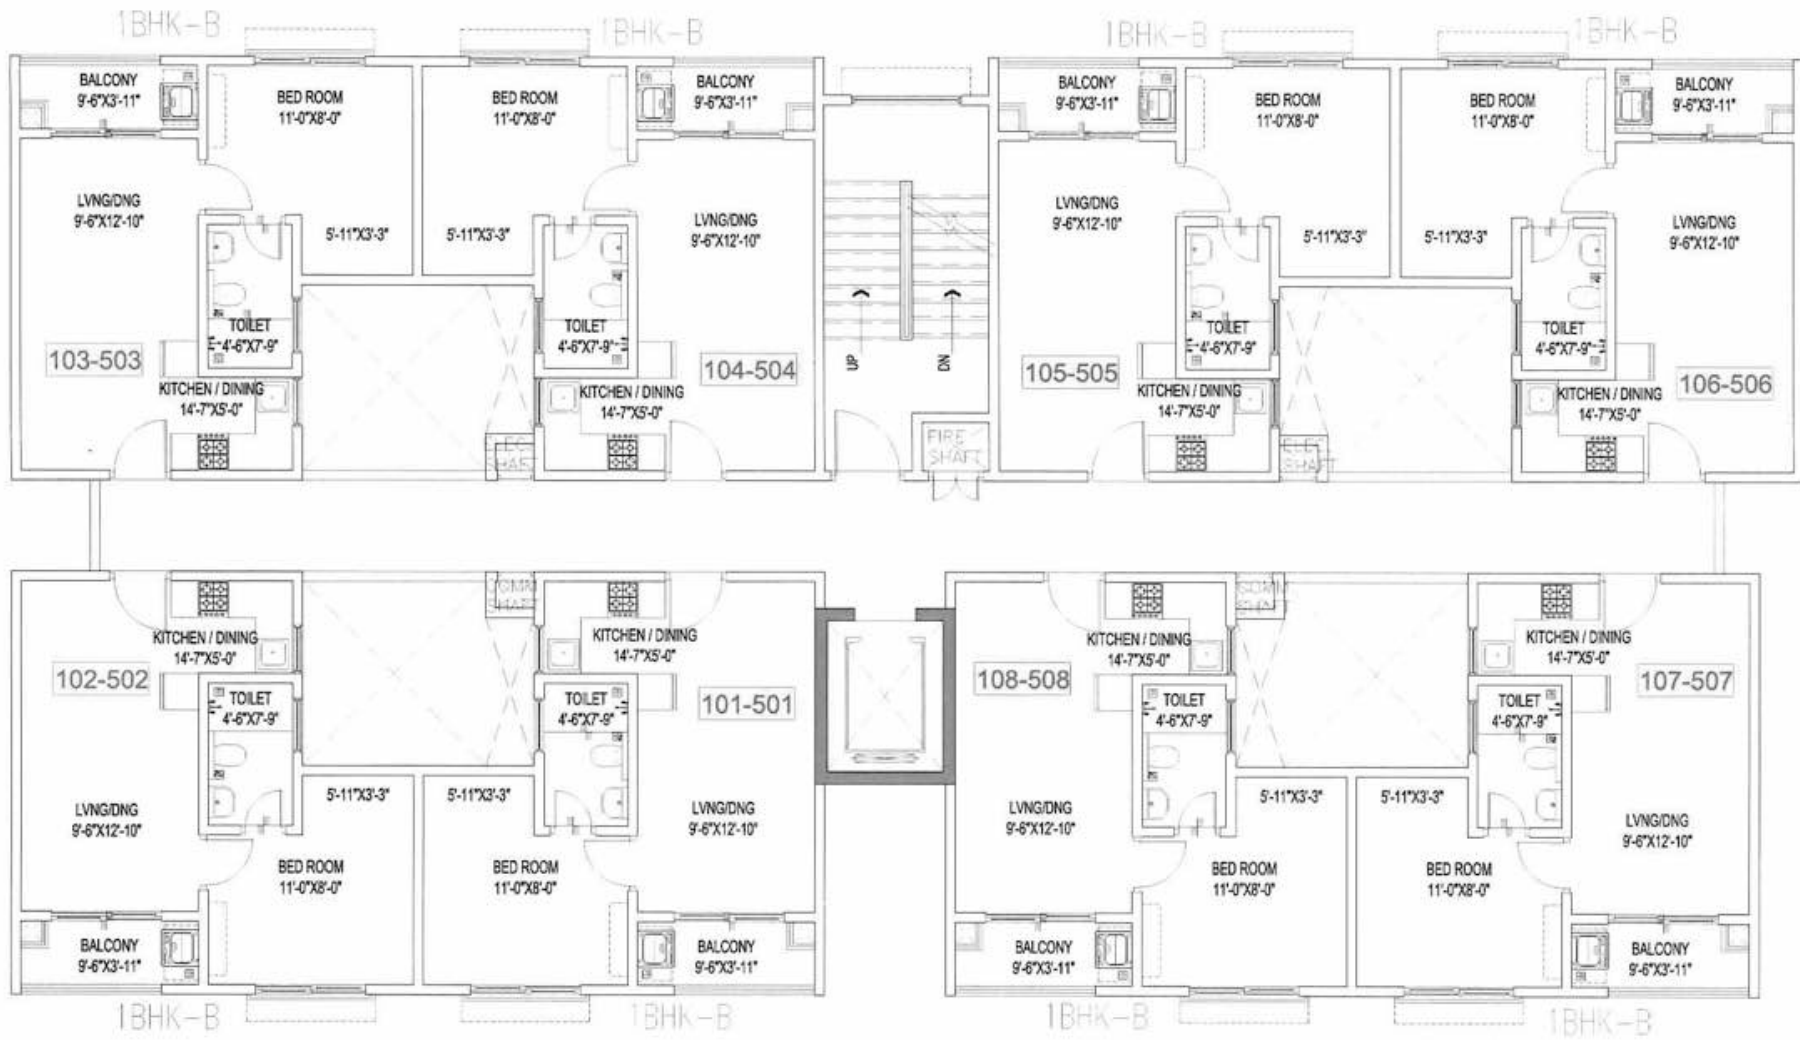 1BHK-B
1BHK-B
1BHK-B
1BHK-B
BALCONY
9'-6"X3'-11"
BED ROOM
11'-0"X8'-0"
BED ROOM
11'-0"X8'-0"
BALCONY
9'-6"X3'-11"
BALCONY
9'-6"X3'-11"
BED ROOM
11'-0"X8'-0"
BED ROOM
11'-0"X8'-0"
BALCONY
9'-6"X3'-11"
LVNG/DNG
9'-6"X12'-10"
5'-11"X3'-3"
5'-11"X3'-3"
LVNG/DNG
9'-6"X12'-10"
LVNG/DNG
9'-6"X12'-10"
5'-11"X3'-3"
5'-11"X3'-3"
LVNG/DNG
9'-6"X12'-10"
TOILET
4'-6"X7'-9"
TOILET
4'-6"X7'-9"
TOILET
4'-6"X7'-9"
TOILET
4'-6"X7'-9"
103-503
104-504
UP
DN
105-505
106-506
KITCHEN / DINING
14'-7"X5'-0"
KITCHEN / DINING
14'-7"X5'-0"
KITCHEN / DINING
14'-7"X5'-0"
KITCHEN / DINING
14'-7"X5'-0"
FIRE
SHAFT
KITCHEN / DINING
14'-7"X5'-0"
KITCHEN / DINING
14'-7"X5'-0"
KITCHEN / DINING
14'-7"X5'-0"
KITCHEN / DINING
14'-7"X5'-0"
102-502
101-501
108-508
107-507
TOILET
4'-6"X7'-9"
TOILET
4'-6"X7'-9"
TOILET
4'-6"X7'-9"
TOILET
4'-6"X7'-9"
LVNG/DNG
9'-6"X12'-10"
5'-11"X3'-3"
5'-11"X3'-3"
LVNG/DNG
9'-6"X12'-10"
LVNG/DNG
9'-6"X12'-10"
5'-11"X3'-3"
5'-11"X3'-3"
LVNG/DNG
9'-6"X12'-10"
BED ROOM
11'-0"X8'-0"
BED ROOM
11'-0"X8'-0"
BED ROOM
11'-0"X8'-0"
BED ROOM
11'-0"X8'-0"
BALCONY
9'-6"X3'-11"
BALCONY
9'-6"X3'-11"
BALCONY
9'-6"X3'-11"
BALCONY
9'-6"X3'-11"
1BHK-B
1BHK-B
1BHK-B
1BHK-B